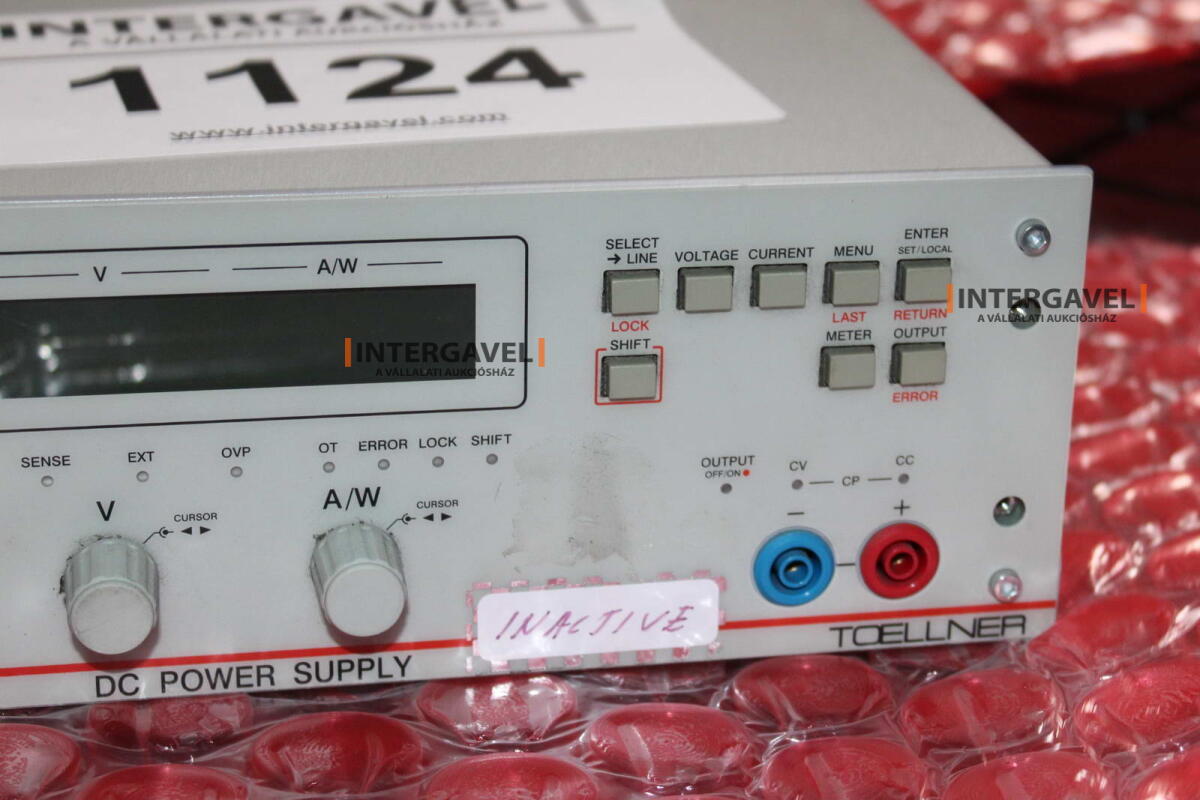 INTERGAVEL
A VÁLLALATI AUKCIÓSHÁZ
1124
www.intergavel.com
V
A/W
SELECT
→ LINE
VOLTAGE
CURRENT
MENU
ENTER
SET/LOCAL
LOCK
LAST
RETURN
SHIFT
METER
OUTPUT
ERROR
INTERGAVEL
A VÁLLALATI AUKCIÓSHÁZ
INTERGAVEL
A VÁLLALATI AUKCIÓSHÁZ
SENSE
EXT
OVP
OT
ERROR
LOCK
SHIFT
OUTPUT
OFF/ON
CV
CP
CC
V
CURSOR
A/W
CURSOR
−
+
INACTIVE
TOELLNER
DC POWER SUPPLY